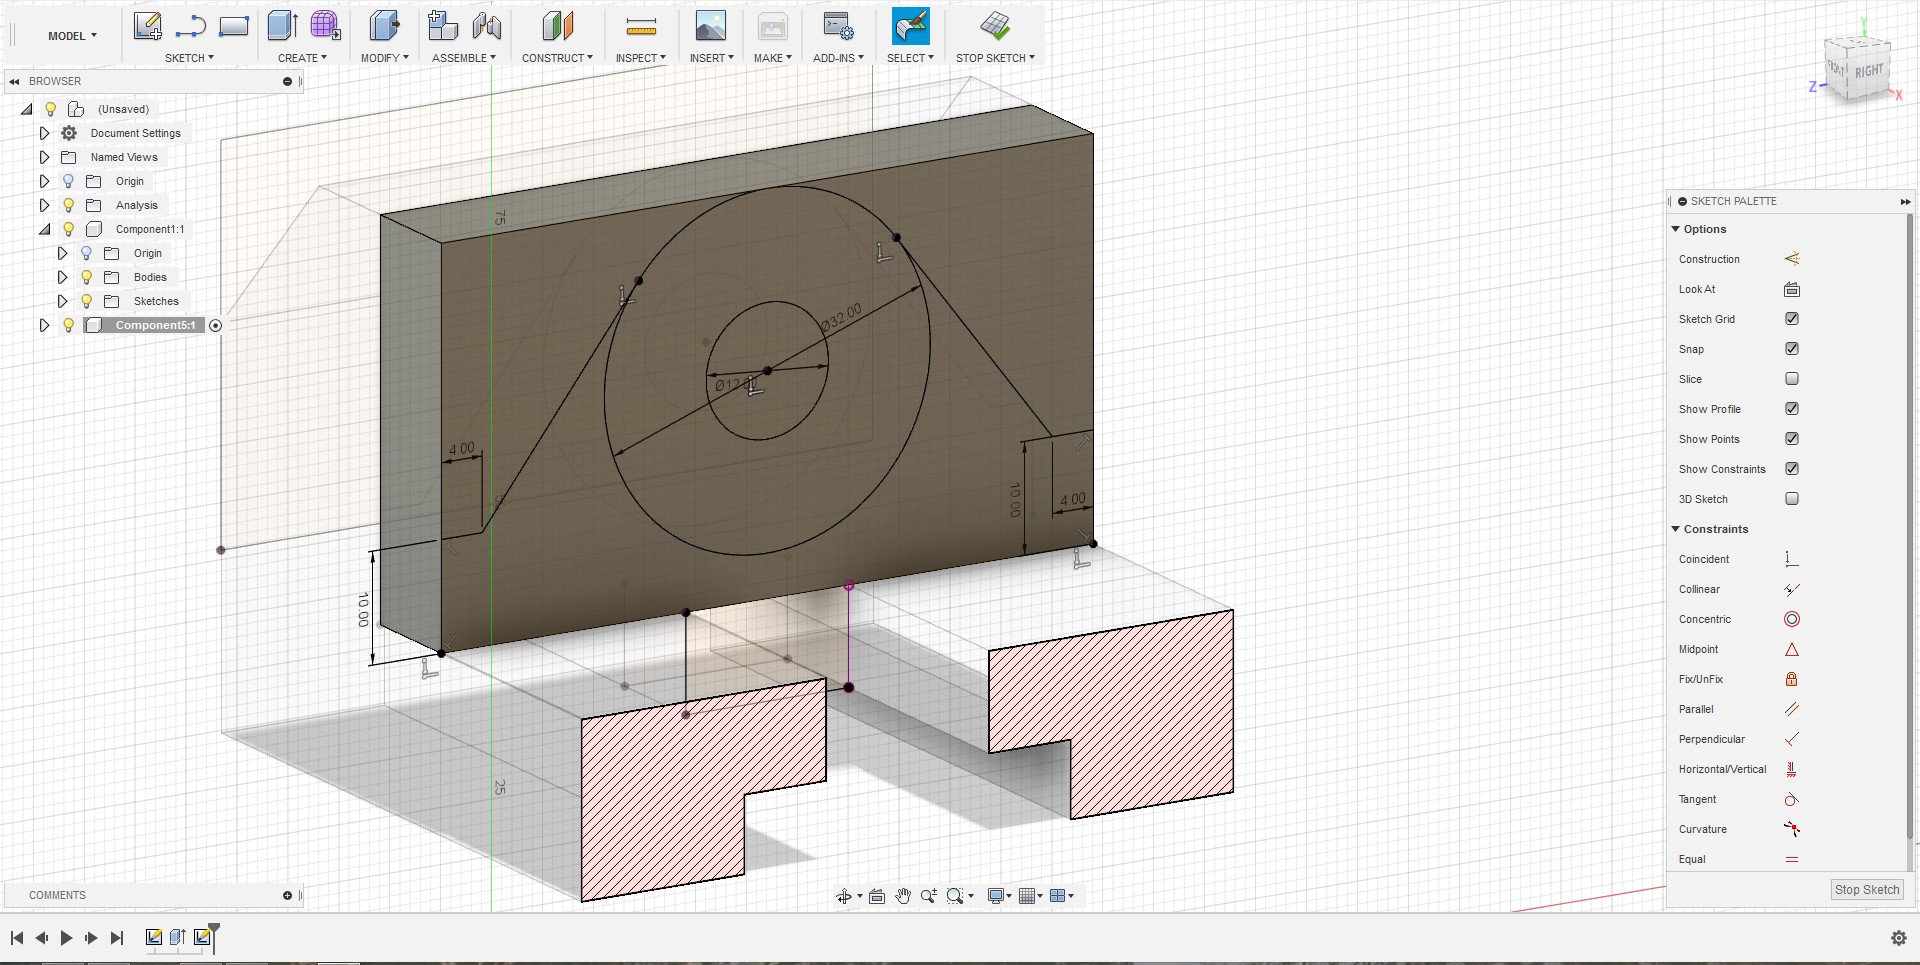 MODEL
SKETCH
CREATE
MODIFY
ASSEMBLE
CONSTRUCT
INSPECT
INSERT
MAKE
ADD-INS
SELECT
STOP SKETCH
FRONT
RIGHT
Y
Z
X
BROWSER
(Unsaved)
Document Settings
Named Views
Origin
Analysis
Component1:1
Origin
Bodies
Sketches
Component5:1
75
Ø32.00
4.00
10.00
10.00
4.00
25
SKETCH PALETTE
Options
Construction
Look At
Sketch Grid
Snap
Slice
Show Profile
Show Points
Show Constraints
3D Sketch
Constraints
Coincident
Collinear
Concentric
Midpoint
Fix/UnFix
Parallel
Perpendicular
Horizontal/Vertical
Tangent
Curvature
Equal
Stop Sketch
COMMENTS